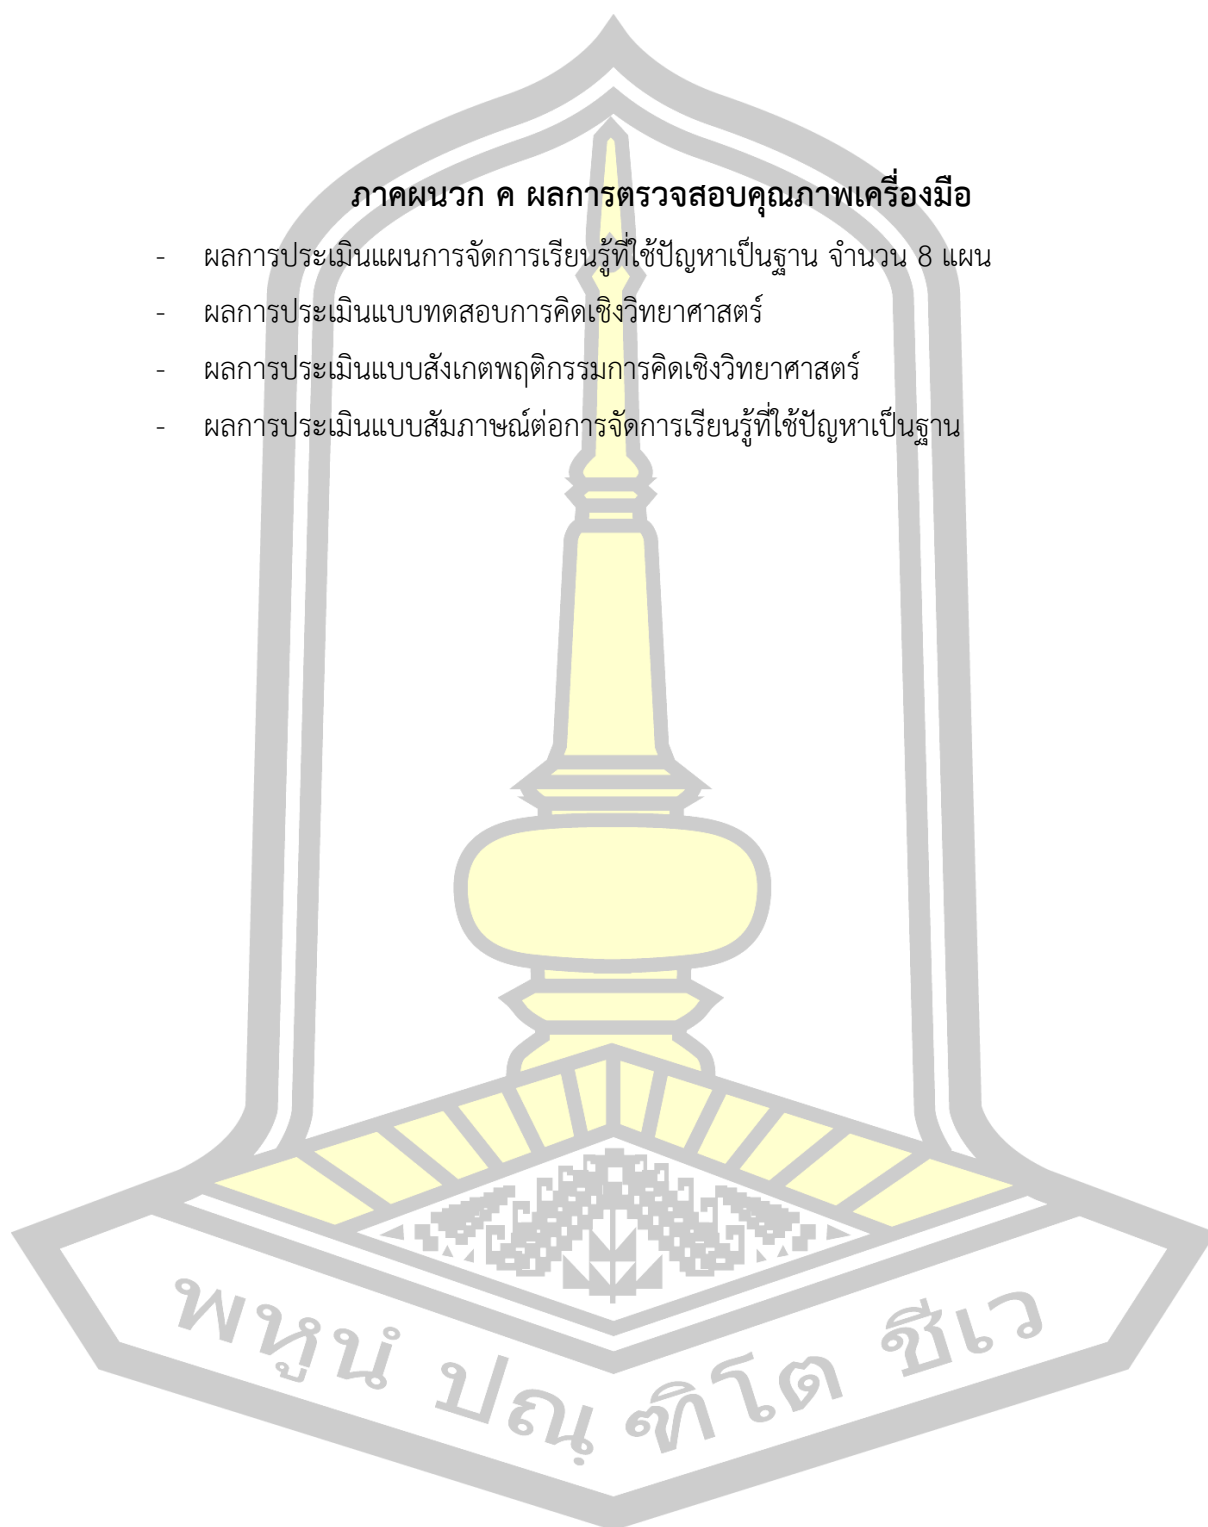 ภาคผนวก ค ผลการตรวจสอบคุณภาพเครื่องมือ
- ผลการประเมินแผนการจัดการเรียนรู้ที่ใช้ปัญหาเป็นฐาน จำนวน 8 แผน
- ผลการประเมินแบบทดสอบการคิดเชิงวิทยาศาสตร์
- ผลการประเมินแบบสังเกตพฤติกรรมการคิดเชิงวิทยาศาสตร์
- ผลการประเมินแบบสัมภาษณ์ต่อการจัดการเรียนรู้ที่ใช้ปัญหาเป็นฐาน
พหูนํ ปณฺ ฑิโต ชีเว